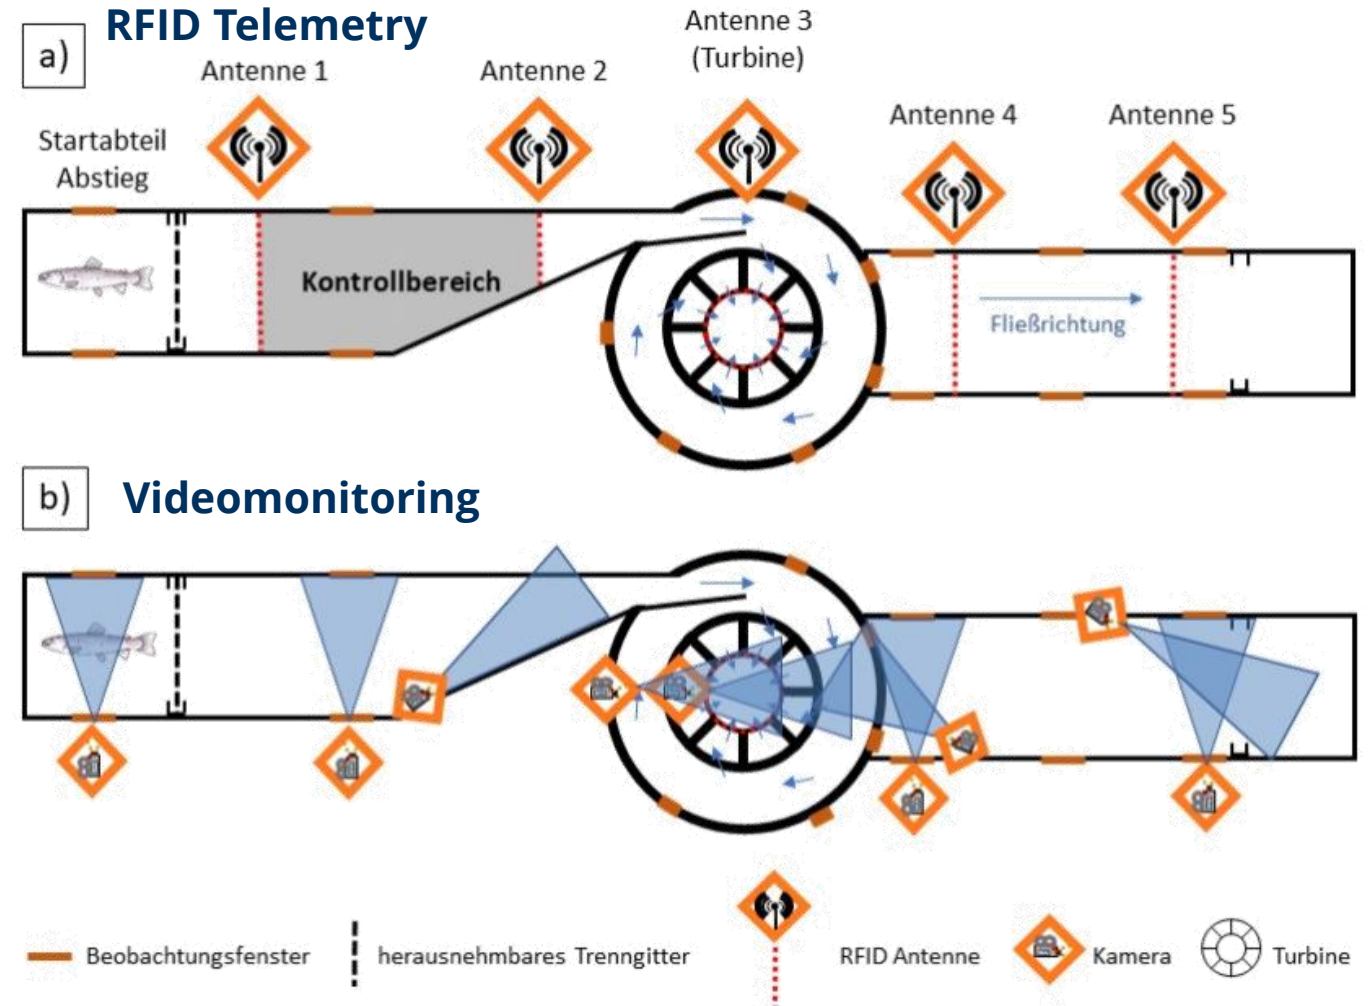 a)
RFID Telemetry
Antenne 1
Antenne 2
Antenne 3
(Turbine)
Antenne 4
Antenne 5
Startabteil
Abstieg
Kontrollbereich
Fließrichtung
b)
Videomonitoring
Beobachtungsfenster
herausnehmbares Trenngitter
RFID Antenne
Kamera
Turbine